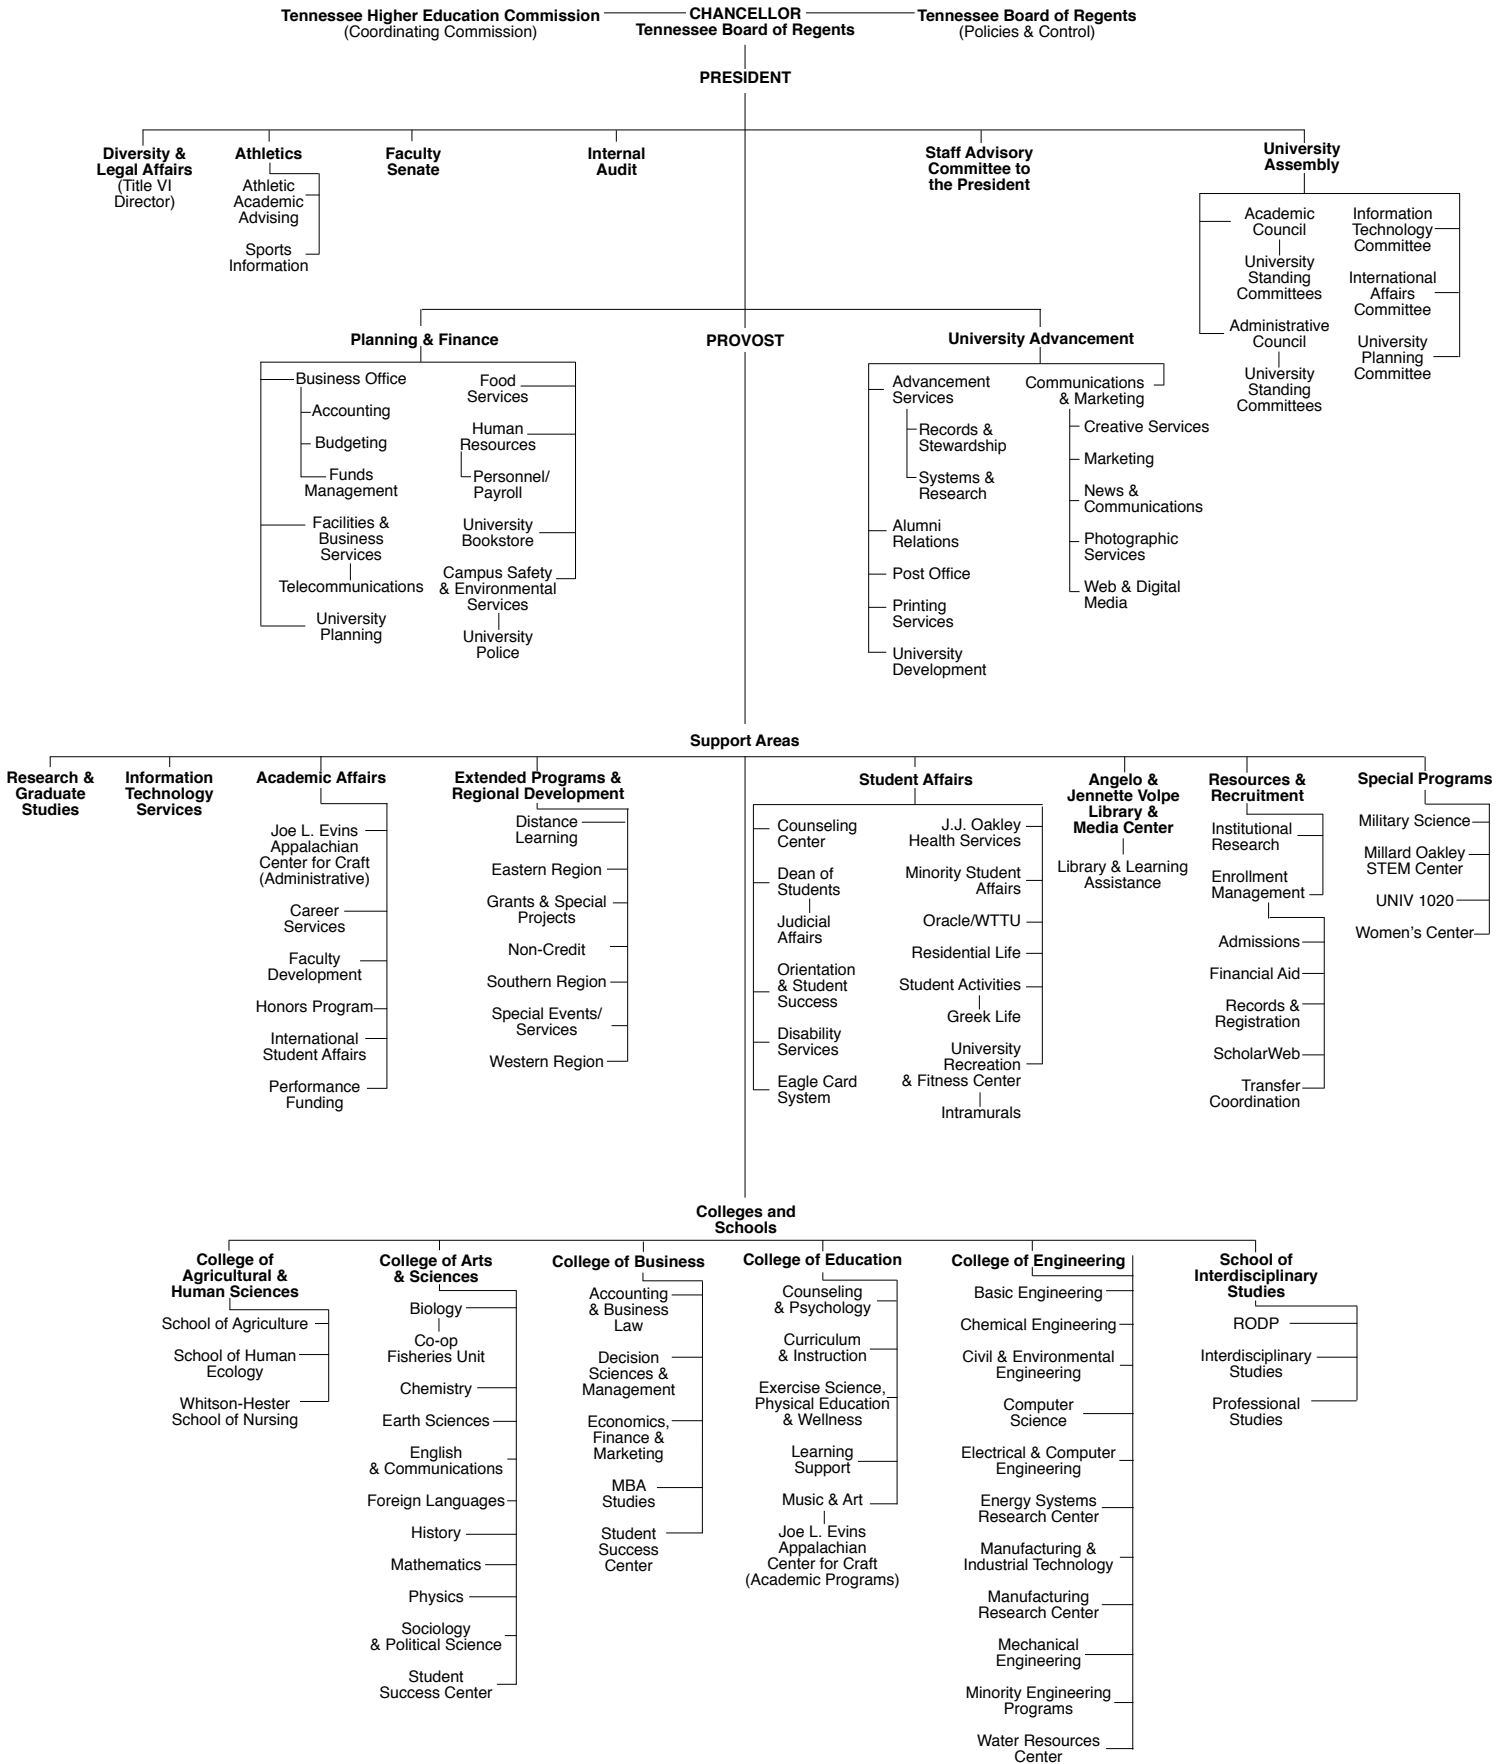 Tennessee Higher Education Commission
(Coordinating Commission)
CHANCELLOR
Tennessee Board of Regents
Tennessee Board of Regents
(Policies & Control)
PRESIDENT
Diversity &
Legal Affairs
(Title VI
Director)
Athletics
Athletic
Academic
Advising
Sports
Information
Faculty
Senate
Internal
Audit
Staff Advisory
Committee to
the President
University
Assembly
Academic
Council
University
Standing
Committees
Administrative
Council
University
Standing
Committees
Information
Technology
Committee
International
Affairs
Committee
University
Planning
Committee
Planning & Finance
Business Office
Accounting
Budgeting
Funds
Management
Facilities &
Business
Services
Telecommunications
University
Planning
Food
Services
Human
Resources
Personnel/
Payroll
University
Bookstore
Campus Safety
& Environmental
Services
University
Police
PROVOST
University Advancement
Advancement
Services
Records &
Stewardship
Systems &
Research
Alumni
Relations
Post Office
Printing
Services
University
Development
Communications
& Marketing
Creative Services
Marketing
News &
Communications
Photographic
Services
Web & Digital
Media
Support Areas
Research &
Graduate
Studies
Information
Technology
Services
Academic Affairs
Joe L. Evins
Appalachian
Center for Craft
(Administrative)
Career
Services
Faculty
Development
Honors Program
International
Student Affairs
Performance
Funding
Extended Programs &
Regional Development
Distance
Learning
Eastern Region
Grants & Special
Projects
Non-Credit
Southern Region
Special Events/
Services
Western Region
Student Affairs
Counseling
Center
Dean of
Students
Judicial
Affairs
Orientation
& Student
Success
Disability
Services
Eagle Card
System
J.J. Oakley
Health Services
Minority Student
Affairs
Oracle/WTTU
Residential Life
Student Activities
Greek Life
University
Recreation
& Fitness Center
Intramurals
Angelo &
Jennette Volpe
Library &
Media Center
Library & Learning
Assistance
Resources &
Recruitment
Institutional
Research
Enrollment
Management
Admissions
Financial Aid
Records &
Registration
ScholarWeb
Transfer
Coordination
Special Programs
Military Science
Millard Oakley
STEM Center
UNIV 1020
Women's Center
Colleges and
Schools
College of
Agricultural &
Human Sciences
School of Agriculture
School of Human
Ecology
Whitson-Hester
School of Nursing
College of Arts
& Sciences
Biology
Co-op
Fisheries Unit
Chemistry
Earth Sciences
English
& Communications
Foreign Languages
History
Mathematics
Physics
Sociology
& Political Science
Student
Success Center
College of Business
Accounting
& Business
Law
Decision
Sciences &
Management
Economics,
Finance &
Marketing
MBA
Studies
Student
Success
Center
College of Education
Counseling
& Psychology
Curriculum
& Instruction
Exercise Science,
Physical Education
& Wellness
Learning
Support
Music & Art
Joe L. Evins
Appalachian
Center for Craft
(Academic Programs)
College of Engineering
Basic Engineering
Chemical Engineering
Civil & Environmental
Engineering
Computer
Science
Electrical & Computer
Engineering
Energy Systems
Research Center
Manufacturing &
Industrial Technology
Manufacturing
Research Center
Mechanical
Engineering
Minority Engineering
Programs
Water Resources
Center
School of
Interdisciplinary
Studies
RODP
Interdisciplinary
Studies
Professional
Studies